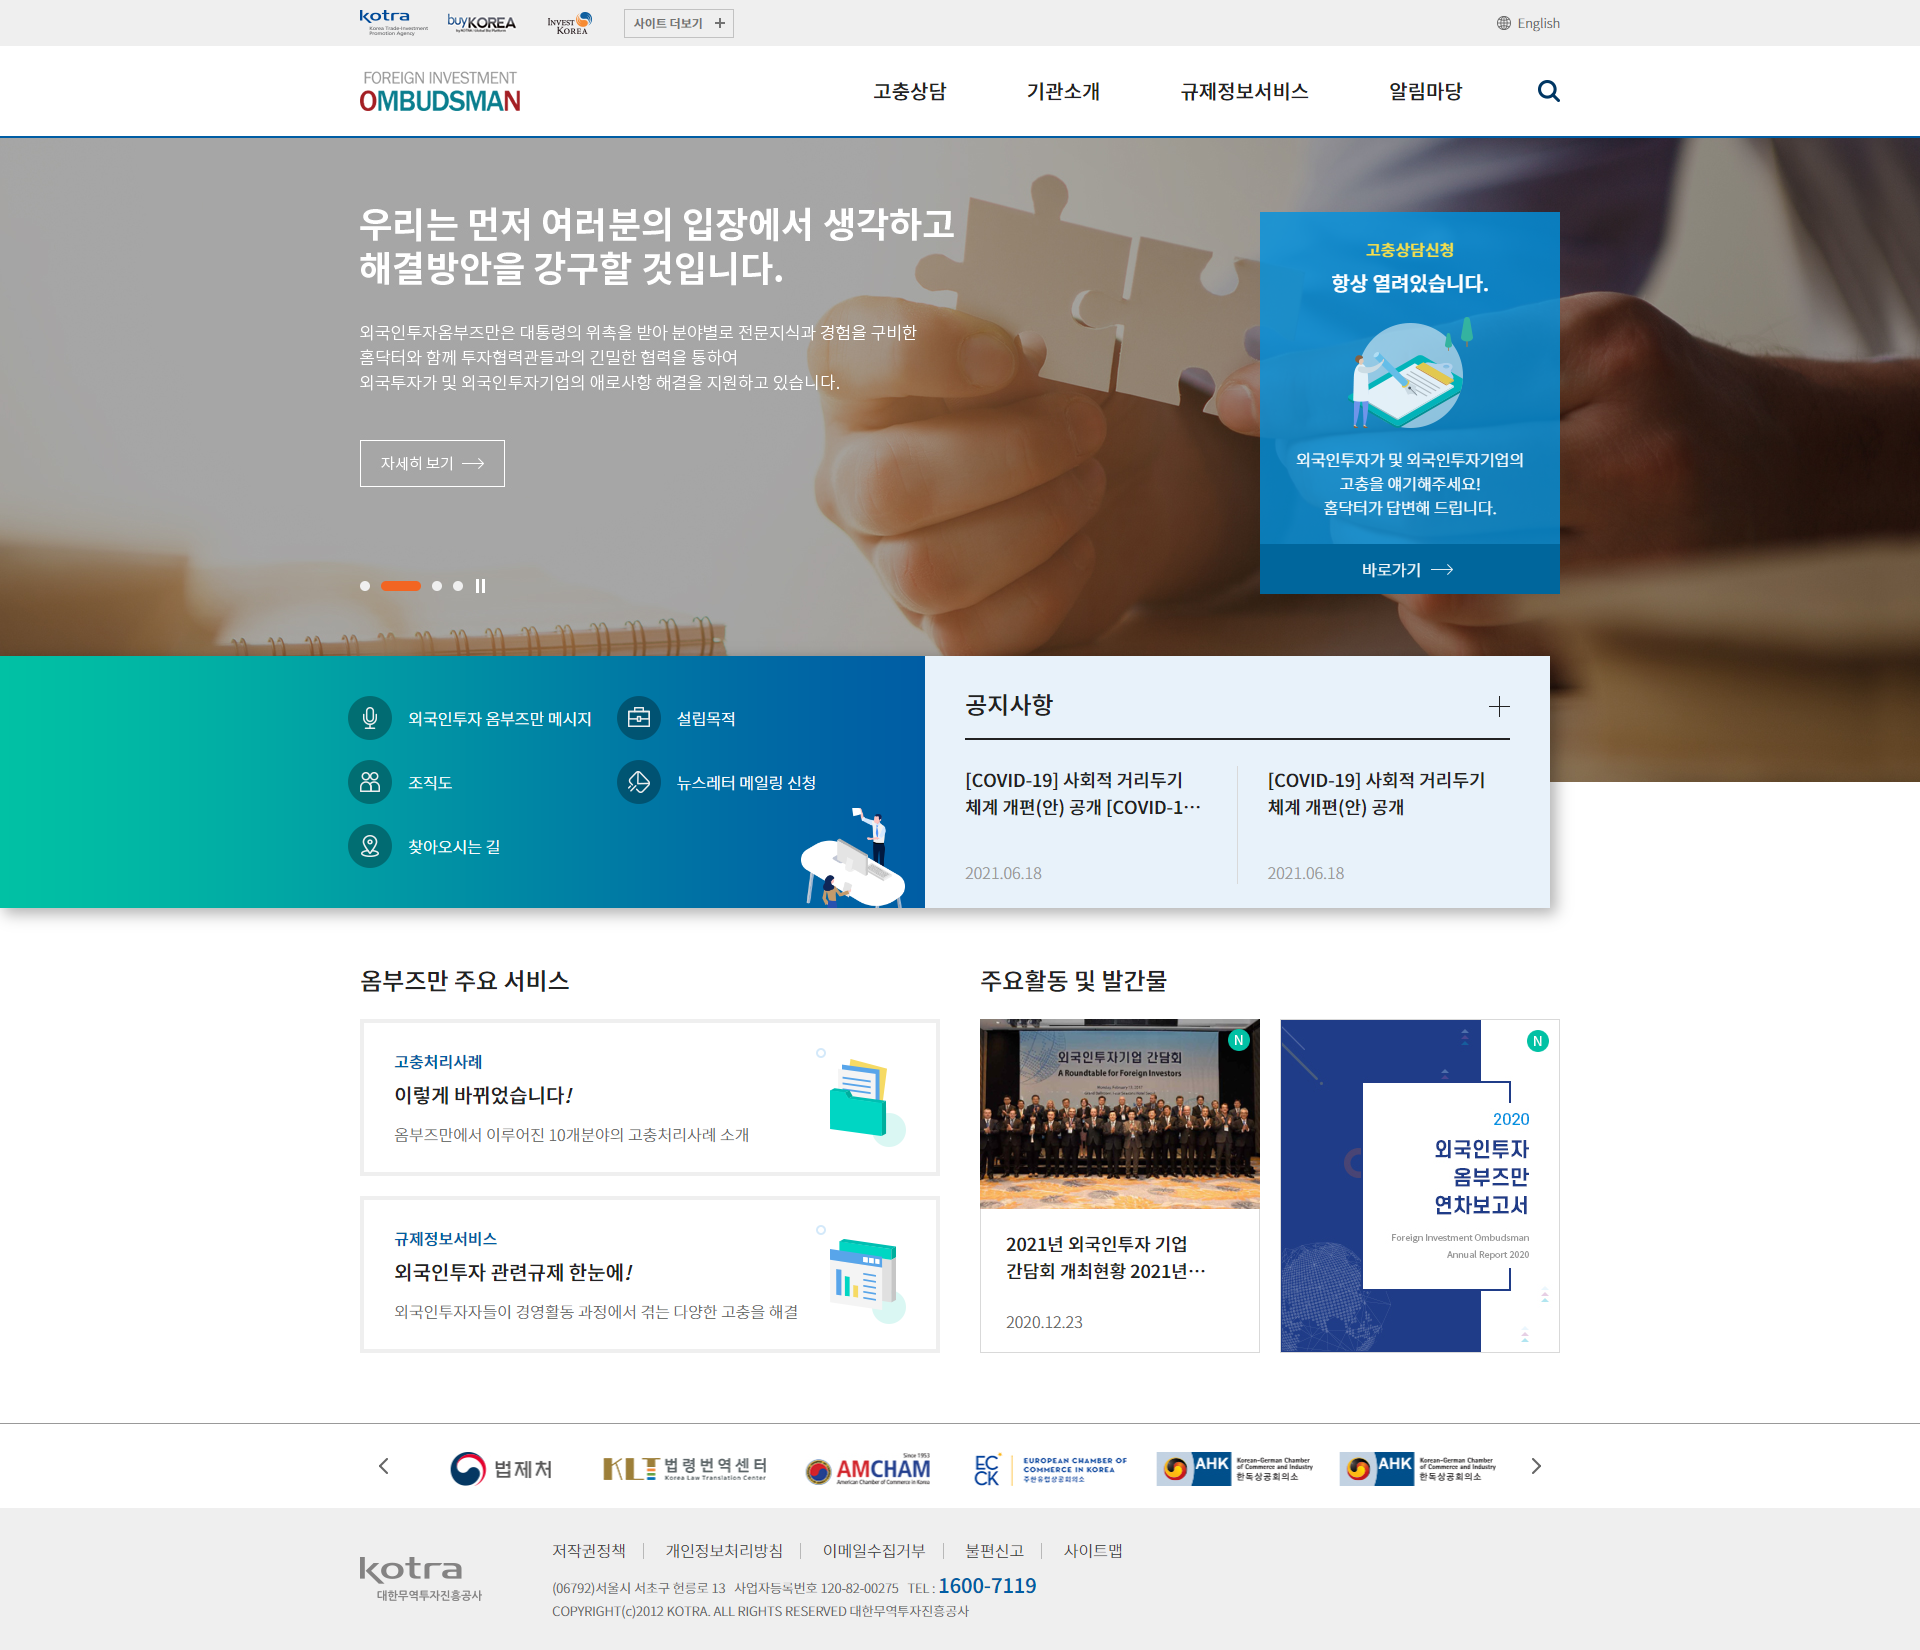 kotra
Korea Trade-Investment
Promotion Agency
buyKOREA
by KOTRA - Global Biz Platform
INVEST
KOREA
사이트 더보기
English
FOREIGN INVESTMENT
OMBUDSMAN
고충상담
기관소개
규제정보서비스
알림마당
우리는 먼저 여러분의 입장에서 생각하고
해결방안을 강구할 것입니다.
외국인투자옴부즈만은 대통령의 위촉을 받아 분야별로 전문지식과 경험을 구비한
홈닥터와 함께 투자협력관들과의 긴밀한 협력을 통하여
외국투자가 및 외국인투자기업의 애로사항 해결을 지원하고 있습니다.
자세히 보기
고충상담신청
항상 열려있습니다.
외국인투자가 및 외국인투자기업의
고충을 얘기해주세요!
홈닥터가 답변해 드립니다.
바로가기
외국인투자 옴부즈만 메시지
설립목적
조직도
뉴스레터 메일링 신청
찾아오시는 길
공지사항
[COVID-19] 사회적 거리두기
체계 개편(안) 공개 [COVID-1···
2021.06.18
[COVID-19] 사회적 거리두기
체계 개편(안) 공개
2021.06.18
옴부즈만 주요 서비스
고충처리사례
이렇게 바뀌었습니다!
옴부즈만에서 이루어진 10개분야의 고충처리사례 소개
규제정보서비스
외국인투자 관련규제 한눈에!
외국인투자자들이 경영활동 과정에서 겪는 다양한 고충을 해결
주요활동 및 발간물
N
외국인투자기업 간담회
A Roundtable for Foreign Investors
2021년 외국인투자 기업
간담회 개최현황 2021년···
2020.12.23
N
2020
외국인투자
옴부즈만
연차보고서
Foreign Investment Ombudsman
Annual Report 2020
법제처
KLT 법령번역센터
Korea Law Translation Center
Since 1953
AMCHAM
American Chamber of Commerce in Korea
EC
CK
EUROPEAN CHAMBER OF
COMMERCE IN KOREA
주한유럽상공회의소
AHK
Korean-German Chamber
of Commerce and Industry
한독상공회의소
AHK
Korean-German Chamber
of Commerce and Industry
한독상공회의소
kotra
대한무역투자진흥공사
저작권정책
개인정보처리방침
이메일수집거부
불편신고
사이트맵
(06792)서울시 서초구 헌릉로 13 사업자등록번호 120-82-00275 TEL : 1600-7119
COPYRIGHT(c)2012 KOTRA. ALL RIGHTS RESERVED 대한무역투자진흥공사